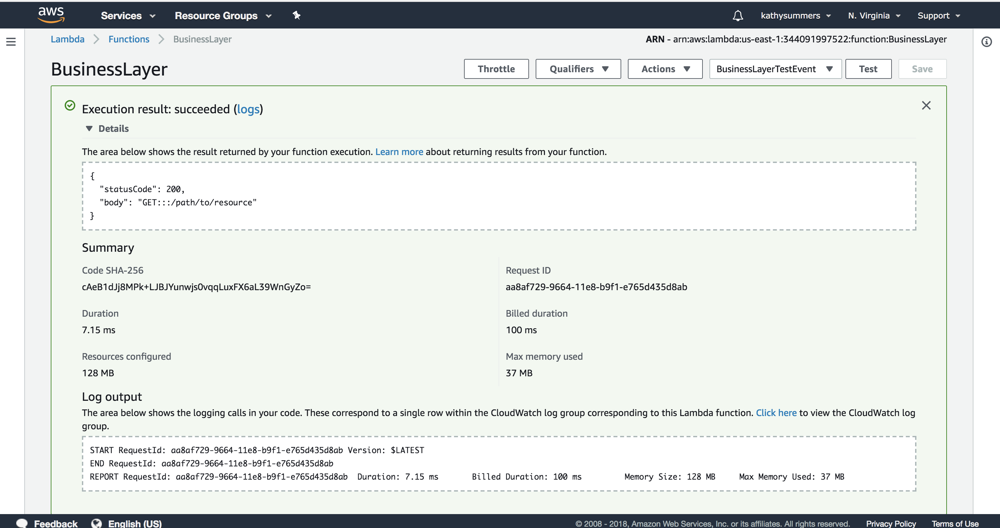 aws Services Resource Groups kathysummers N. Virginia Support
Lambda Functions BusinessLayer ARN - arn:aws:lambda:us-east-1:344091997522:function:BusinessLayer
BusinessLayer Throttle Qualifiers Actions BusinessLayerTestEvent Test Save
Execution result: succeeded (logs)
Details
The area below shows the result returned by your function execution. Learn more about returning results from your function.
{
"statusCode": 200,
"body": "GET:::/path/to/resource"
}
Summary
Code SHA-256 Request ID
cAeB1dJj8MPk+LJBJYunwjs0vqqLuxFX6aL39WnGyZo= aa8af729-9664-11e8-b9f1-e765d435d8ab
Duration Billed duration
7.15 ms 100 ms
Resources configured Max memory used
128 MB 37 MB
Log output
The area below shows the logging calls in your code. These correspond to a single row within the CloudWatch log group corresponding to this Lambda function. Click here to view the CloudWatch log
group.
START RequestId: aa8af729-9664-11e8-b9f1-e765d435d8ab Version: $LATEST
END RequestId: aa8af729-9664-11e8-b9f1-e765d435d8ab
REPORT RequestId: aa8af729-9664-11e8-b9f1-e765d435d8ab Duration: 7.15 ms Billed Duration: 100 ms Memory Size: 128 MB Max Memory Used: 37 MB
Feedback English (US) © 2008 - 2018, Amazon Web Services, Inc. or its affiliates. All rights reserved. Privacy Policy Terms of Use